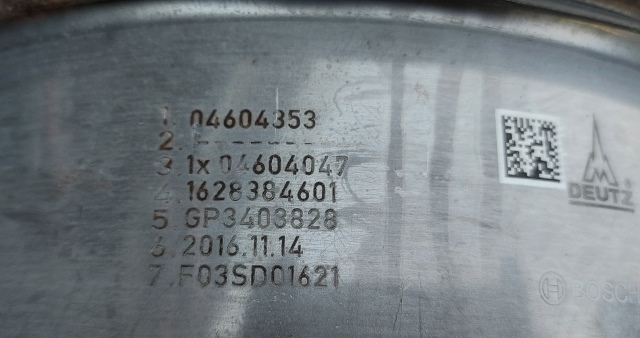 1. 04604353
2. --------
3 1x 04604047
4. 1628384601
5 GP3403828
6. 2016.11.14
7. F03SD01621
DEUTZ ®
BOSCH